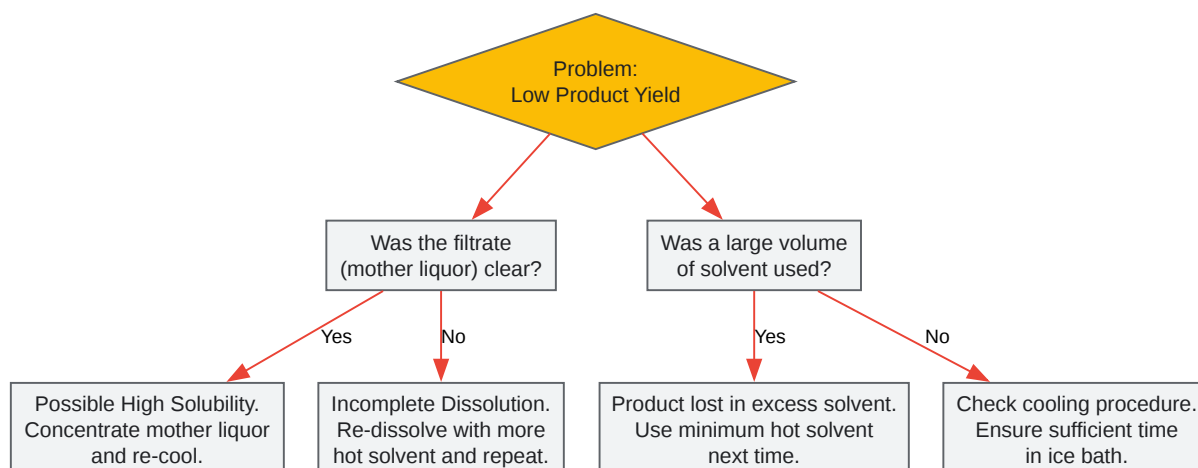 Problem:
Low Product Yield
Was the filtrate
(mother liquor) clear?
Was a large volume
of solvent used?
Yes
No
Yes
No
Possible High Solubility.
Concentrate mother liquor
and re-cool.
Incomplete Dissolution.
Re-dissolve with more
hot solvent and repeat.
Product lost in excess solvent.
Use minimum hot solvent
next time.
Check cooling procedure.
Ensure sufficient time
in ice bath.